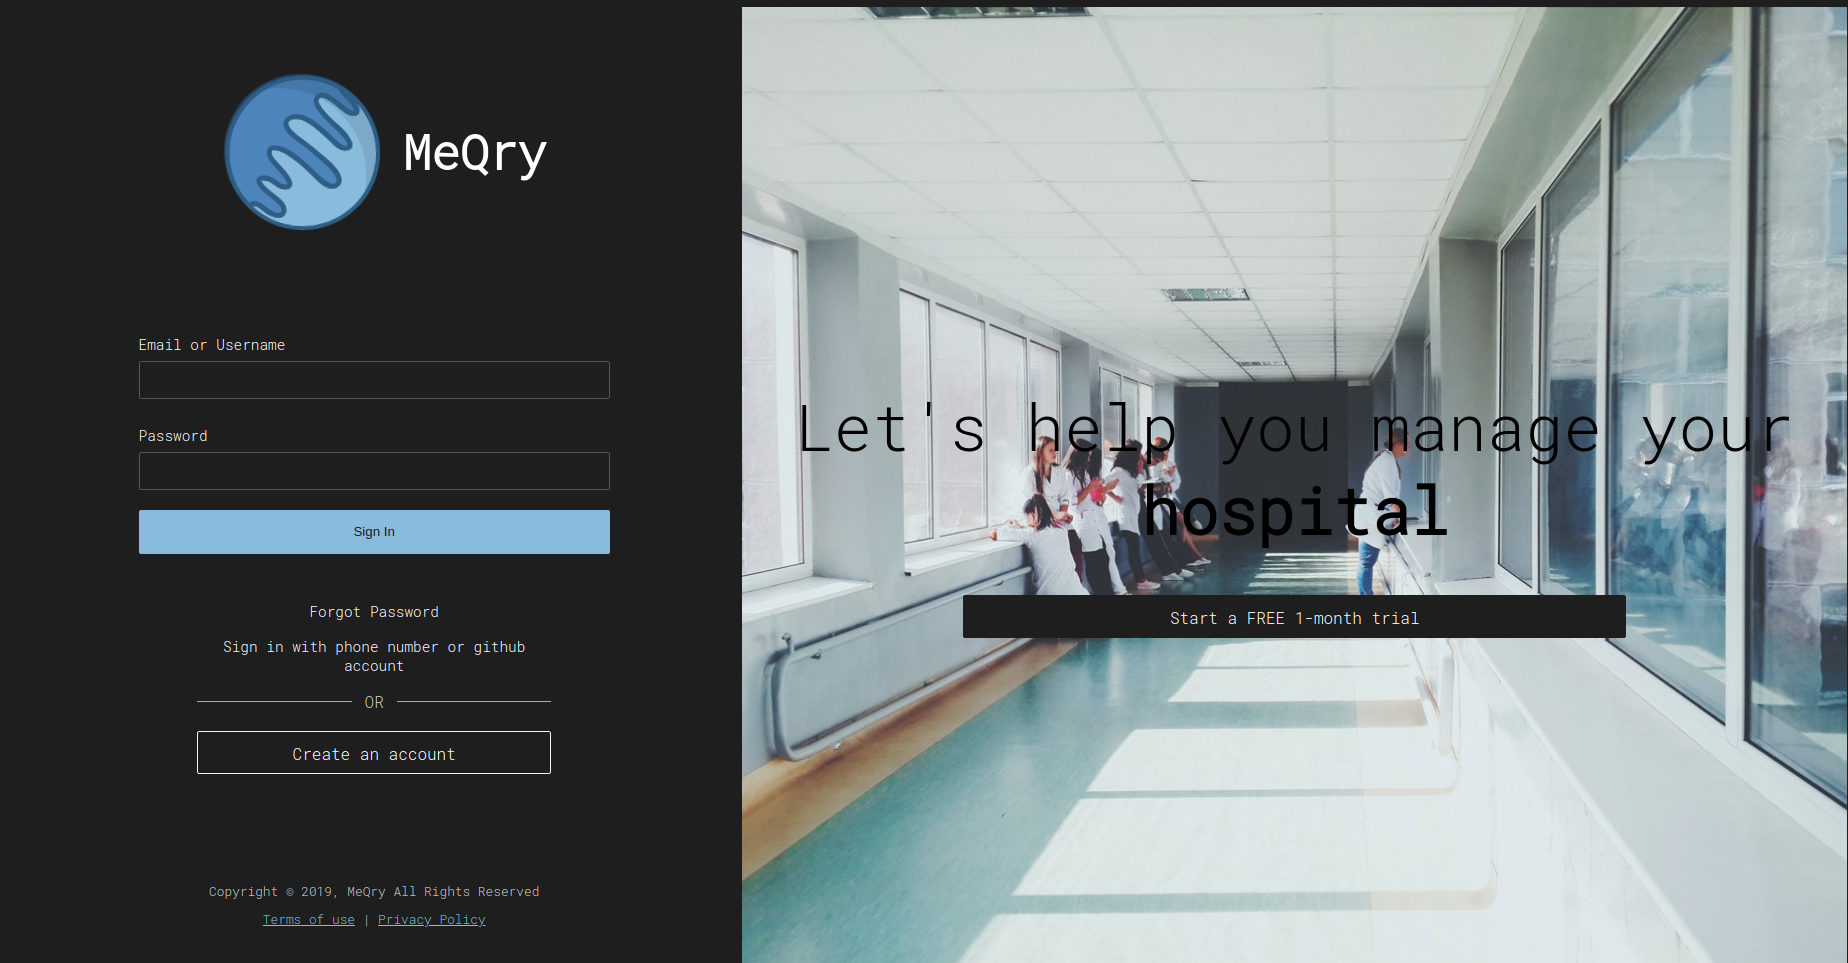 MeQry
Email or Username
Password
Sign In
Forgot Password
Sign in with phone number or github
account
OR
Create an account
Copyright © 2019, MeQry All Rights Reserved
Terms of use | Privacy Policy
Let's help you manage your
hospital
Start a FREE 1-month trial